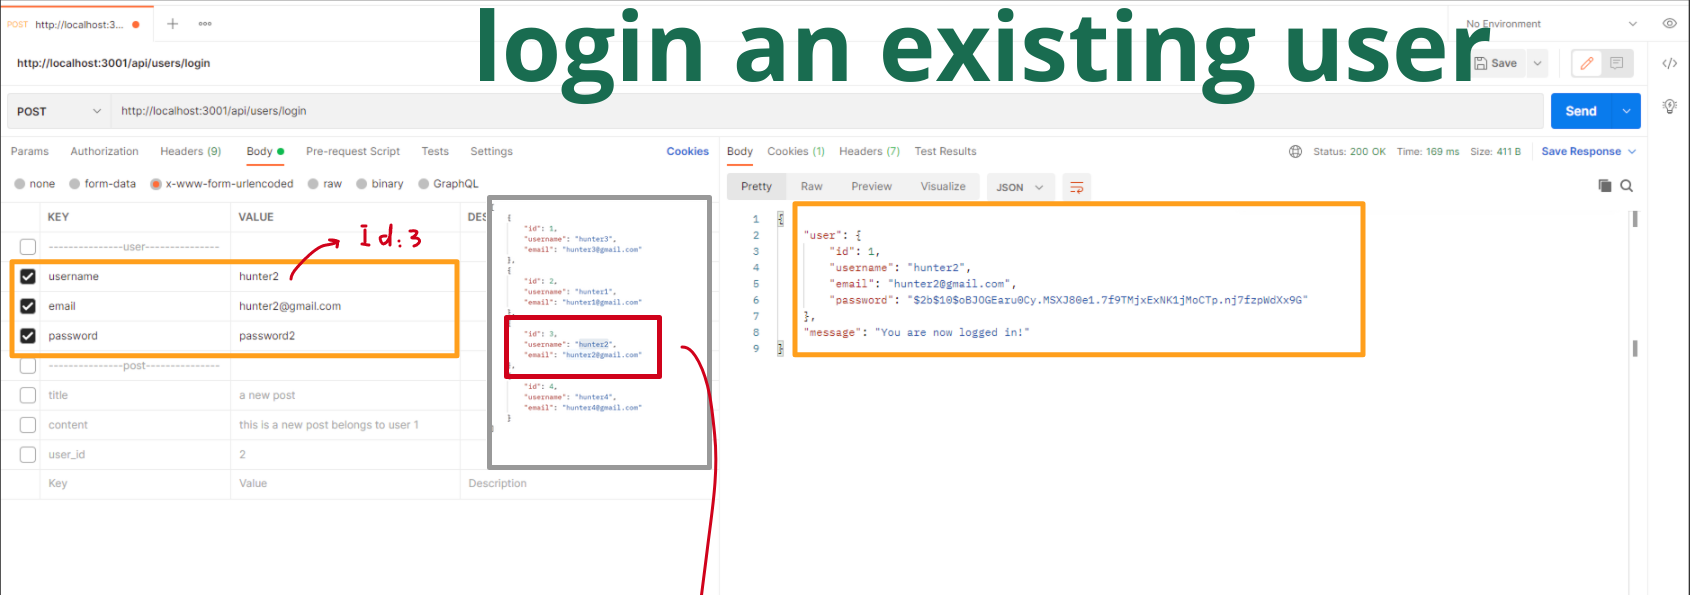 POST http://localhost:3...
login an existing user
No Environment
http://localhost:3001/api/users/login
Save
POST http://localhost:3001/api/users/login
Send
Params Authorization Headers (9) Body Pre-request Script Tests Settings Cookies
Body Cookies (1) Headers (7) Test Results
Status: 200 OK Time: 169 ms Size: 411 B Save Response
none form-data x-www-form-urlencoded raw binary GraphQL
Pretty Raw Preview Visualize JSON
KEY VALUE DES
---------------user---------------
Id:3
username hunter2
email hunter2@gmail.com
password password2
---------------post---------------
title a new post
content this is a new post belongs to user 1
user_id 2
Key Value Description
{
"id": 1,
"username": "hunter3",
"email": "hunter3@gmail.com"
},
{
"id": 2,
"username": "hunter1",
"email": "hunter1@gmail.com"
},
"id": 3,
"username": "hunter2",
"email": "hunter2@gmail.com"
},
"id": 4,
"username": "hunter4",
"email": "hunter4@gmail.com"
}
]
1 {
2 "user": {
3 "id": 1,
4 "username": "hunter2",
5 "email": "hunter2@gmail.com",
6 "password": "$2b$10$oBJOGEaru0Cy.MSXJ80e1.7f9TMjxExNK1jMoCTp.nj7fzpWdXx9G"
7 },
8 "message": "You are now logged in!"
9 }